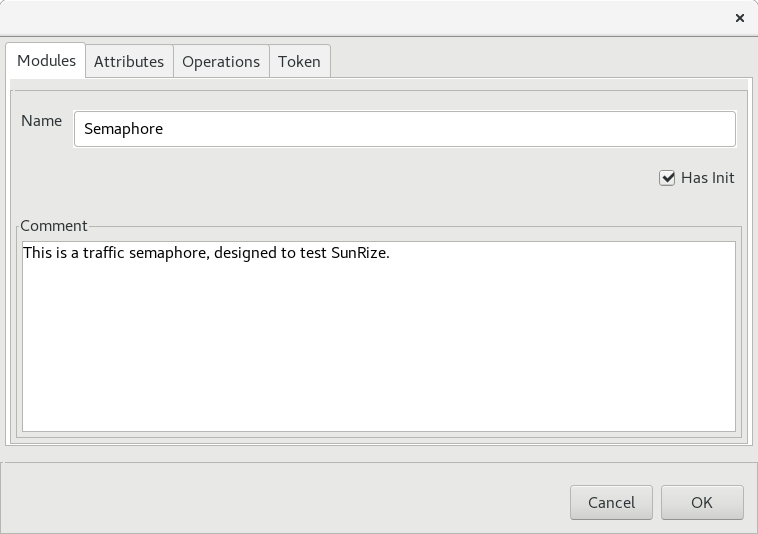 Modules Attributes Operations Token
Name Semaphore
Has Init
Comment
This is a traffic semaphore, designed to test SunRize.
Cancel OK